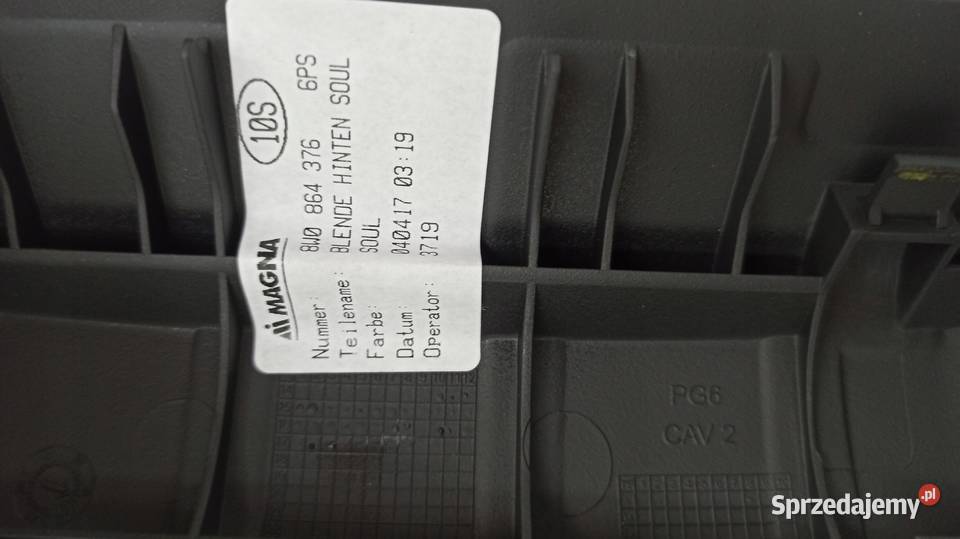 10S
MAGNA
Nummer: 8W0 864 376 6PS
Teilename: BLENDE HINTEN SOUL
Farbe: SOUL
Datum: 040417 03:19
Operator: 3719
PG6
CAV 2
Sprzedajemy.pl